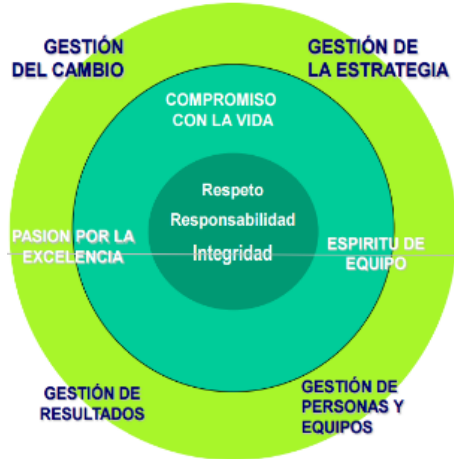 GESTIÓN
DEL CAMBIO
GESTIÓN DE
LA ESTRATEGIA
COMPROMISO
CON LA VIDA
Respeto
Responsabilidad
Integridad
PASION POR LA
EXCELENCIA
ESPIRITU DE
EQUIPO
GESTIÓN DE
RESULTADOS
GESTIÓN DE
PERSONAS Y
EQUIPOS